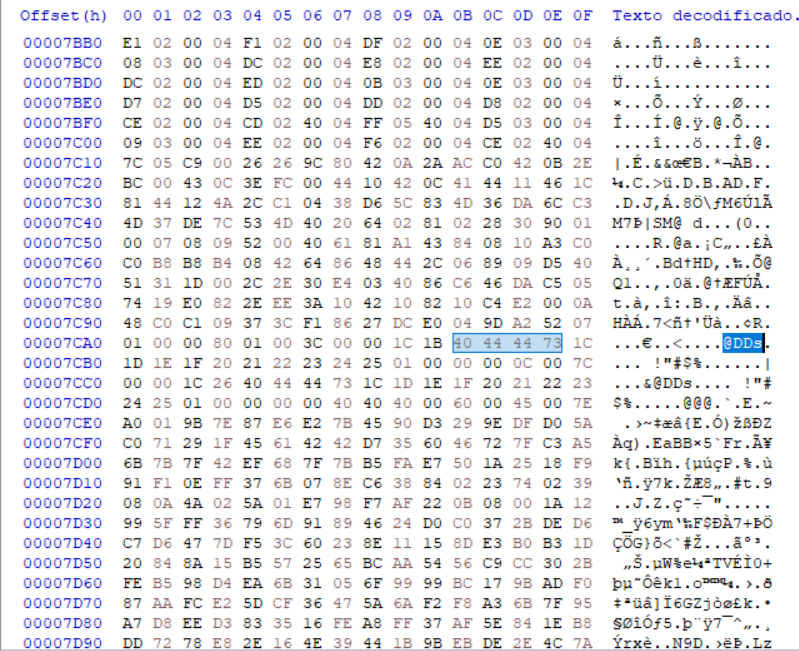 Offset(h) 00 01 02 03 04 05 06 07 08 09 0A 0B 0C 0D 0E 0F Texto decodificado.
00007BB0 E1 02 00 04 F1 02 00 04 DF 02 00 04 0E 03 00 04 á...ñ...ß.......
00007BC0 08 03 00 04 DC 02 00 04 E8 02 00 04 EE 02 00 04 ....Ü...è...î...
00007BD0 DC 02 00 04 ED 02 00 04 0B 03 00 04 0E 03 00 04 Ü...í...........
00007BE0 D7 02 00 04 D5 02 00 04 DD 02 00 04 D8 02 00 04 ×...Õ...Ý...Ø...
00007BF0 CE 02 00 04 CD 02 40 04 FF 05 40 04 D5 03 00 04 Î...Í.@.ÿ.@.Õ...
00007C00 09 03 00 04 EE 02 00 04 F6 02 00 04 CE 02 40 04 ....î...ö...Î.@.
00007C10 7C 05 C9 00 26 26 9C 80 42 0A 2A AC C0 42 0B 2E |.É.&&œ€B.*¬ÀB..
00007C20 BC 00 43 0C 3E FC 00 44 10 42 0C 41 44 11 46 1C ¼.C.>ü.D.B.AD.F.
00007C30 81 44 12 4A 2C C1 04 38 D6 5C 83 4D 36 DA 6C C3 .D.J,Á.8Ö\ƒM6ÚlÃ
00007C40 4D 37 DE 7C 53 4D 40 20 64 02 81 02 28 30 90 01 M7Þ|SM@ d...(0..
00007C50 00 07 08 09 52 00 40 61 81 A1 43 84 08 10 A3 C0 ....R.@a.¡C„..£À
00007C60 C0 B8 B8 B4 08 42 64 86 48 44 2C 06 89 09 D5 40 À¸¸´.Bd†HD,.‰.Õ@
00007C70 51 31 1D 00 2C 2E 30 E4 03 40 86 C6 46 DA C5 05 Q1..,.0ä.@†ÆFÚÅ.
00007C80 74 19 E0 82 2E EE 3A 10 42 10 82 10 C4 E2 00 0A t.à‚.î:.B.‚.Äâ..
00007C90 48 C0 C1 09 37 3C F1 86 27 DC E0 04 9D A2 52 07 HÀÁ.7<ñ†'Üà..¢R.
00007CA0 01 00 00 80 01 00 3C 00 00 1C 1B 40 44 44 73 1C ...€..<....@DDs.
00007CB0 1D 1E 1F 20 21 22 23 24 25 01 00 00 00 0C 00 7C ... !"#$%......|
00007CC0 00 00 1C 26 40 44 44 73 1C 1D 1E 1F 20 21 22 23 ...&@DDs.... !"#
00007CD0 24 25 01 00 00 00 00 40 40 40 00 60 00 45 00 7E $%.....@@@.`.E.~
00007CE0 A0 01 9B 7E 87 E6 E2 7B 45 90 D3 29 9E DF D0 5A  .›~‡æâ{E.Ó)žßÐZ
00007CF0 C0 71 29 1F 45 61 42 42 D7 35 60 46 72 7F C3 A5 Àq).EaBB×5`Fr.Ã¥
00007D00 6B 7B 7F 42 EF 68 7F 7B B5 FA E7 50 1A 25 18 F9 k{.Bïh.{µúçP.%.ù
00007D10 91 F1 0E FF 37 6B 07 8E C6 38 84 02 23 74 02 39 ‘ñ.ÿ7k.ŽÆ8„.#t.9
00007D20 08 0A 4A 02 5A 01 E7 98 F7 AF 22 0B 08 00 1A 12 ..J.Z.ç˜÷¯".....
00007D30 99 5F FF 36 79 6D 91 89 46 24 D0 C0 37 2B DE D6 ™_ÿ6ym‘‰F$ÐÀ7+ÞÖ
00007D40 C7 D6 47 7D F5 3C 60 23 8E 11 15 8D E3 B0 B3 1D ÇÖG}õ<`#Ž...ã°³.
00007D50 20 84 8A 15 B5 57 25 65 BC AA 54 56 C9 CC 30 2B  „Š.µW%e¼ªTVÉÌ0+
00007D60 FE B5 98 D4 EA 6B 31 05 6F 99 99 BC 17 9B AD F0 þµ˜Ôêk1.o™™¼.›.ð
00007D70 87 AA FC E2 5D CF 36 47 5A 6A F2 F8 A3 6B 7F 95 ‡ªüâ]Ï6GZjòø£k.•
00007D80 A7 D8 EE D3 83 35 16 FE A8 FF 37 AF 5E 84 1E B8 §ØîÓƒ5.þ¨ÿ7¯^„.¸
00007D90 DD 72 78 E8 2E 16 4E 39 44 1B 9B EB DE 2E 4C 7A Ýrxè..N9D.›ëÞ.Lz